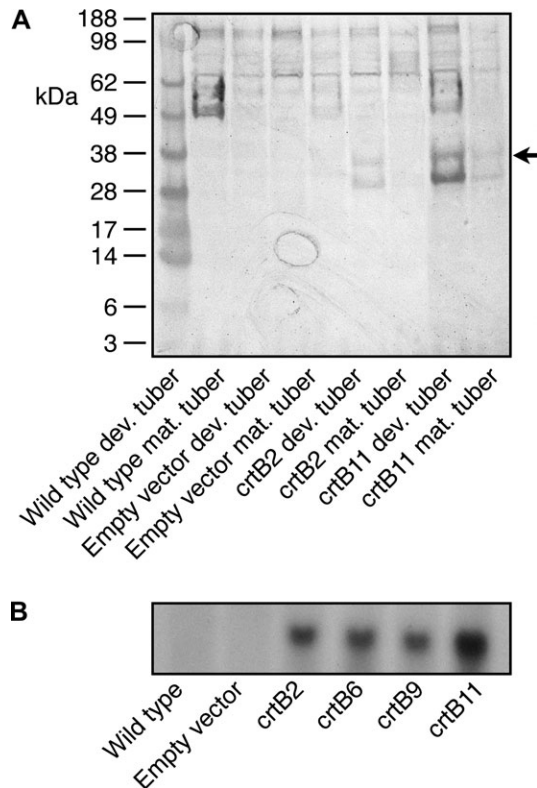 A
188
98
62
kDa
49
38
28
17
14
6
3
Wild type dev. tuber
Wild type mat. tuber
Empty vector dev. tuber
Empty vector mat. tuber
crtB2 dev. tuber
crtB2 mat. tuber
crtB11 dev. tuber
crtB11 mat. tuber
B
Wild type
Empty vector
crtB2
crtB6
crtB9
crtB11